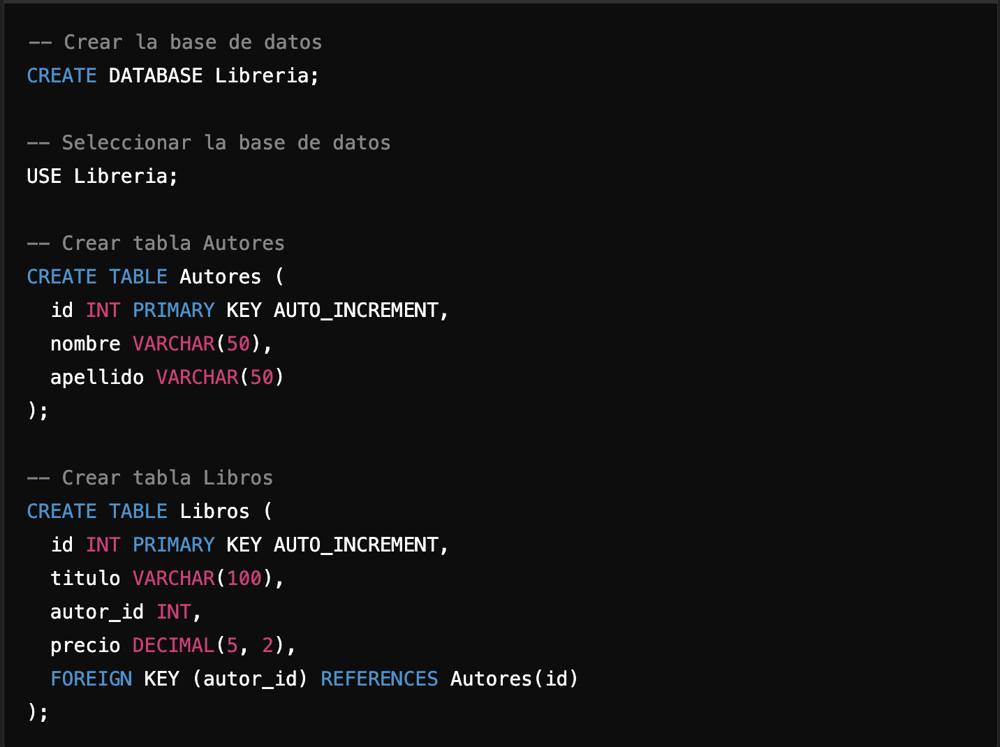 -- Crear la base de datos
CREATE DATABASE Libreria;
-- Seleccionar la base de datos
USE Libreria;
-- Crear tabla Autores
CREATE TABLE Autores (
id INT PRIMARY KEY AUTO_INCREMENT,
nombre VARCHAR(50),
apellido VARCHAR(50)
);
-- Crear tabla Libros
CREATE TABLE Libros (
id INT PRIMARY KEY AUTO_INCREMENT,
titulo VARCHAR(100),
autor_id INT,
precio DECIMAL(5, 2),
FOREIGN KEY (autor_id) REFERENCES Autores(id)
);